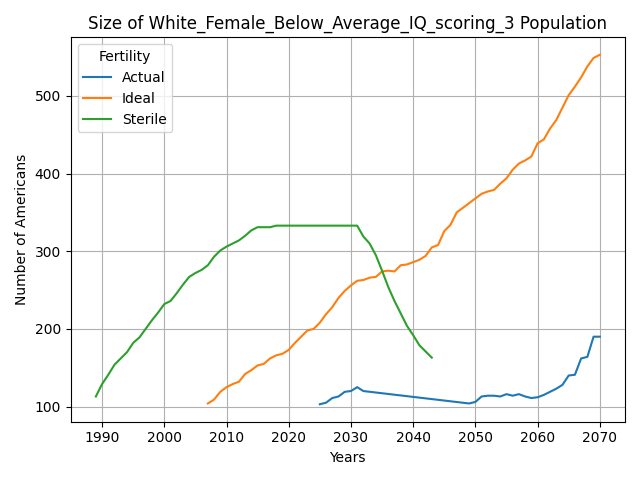 Size of White_Female_Below_Average_IQ_scoring_3 Population
Fertility
Actual
Ideal
Sterile
Number of Americans
500
400
300
200
100
1990 2000 2010 2020 2030 2040 2050 2060 2070
Years